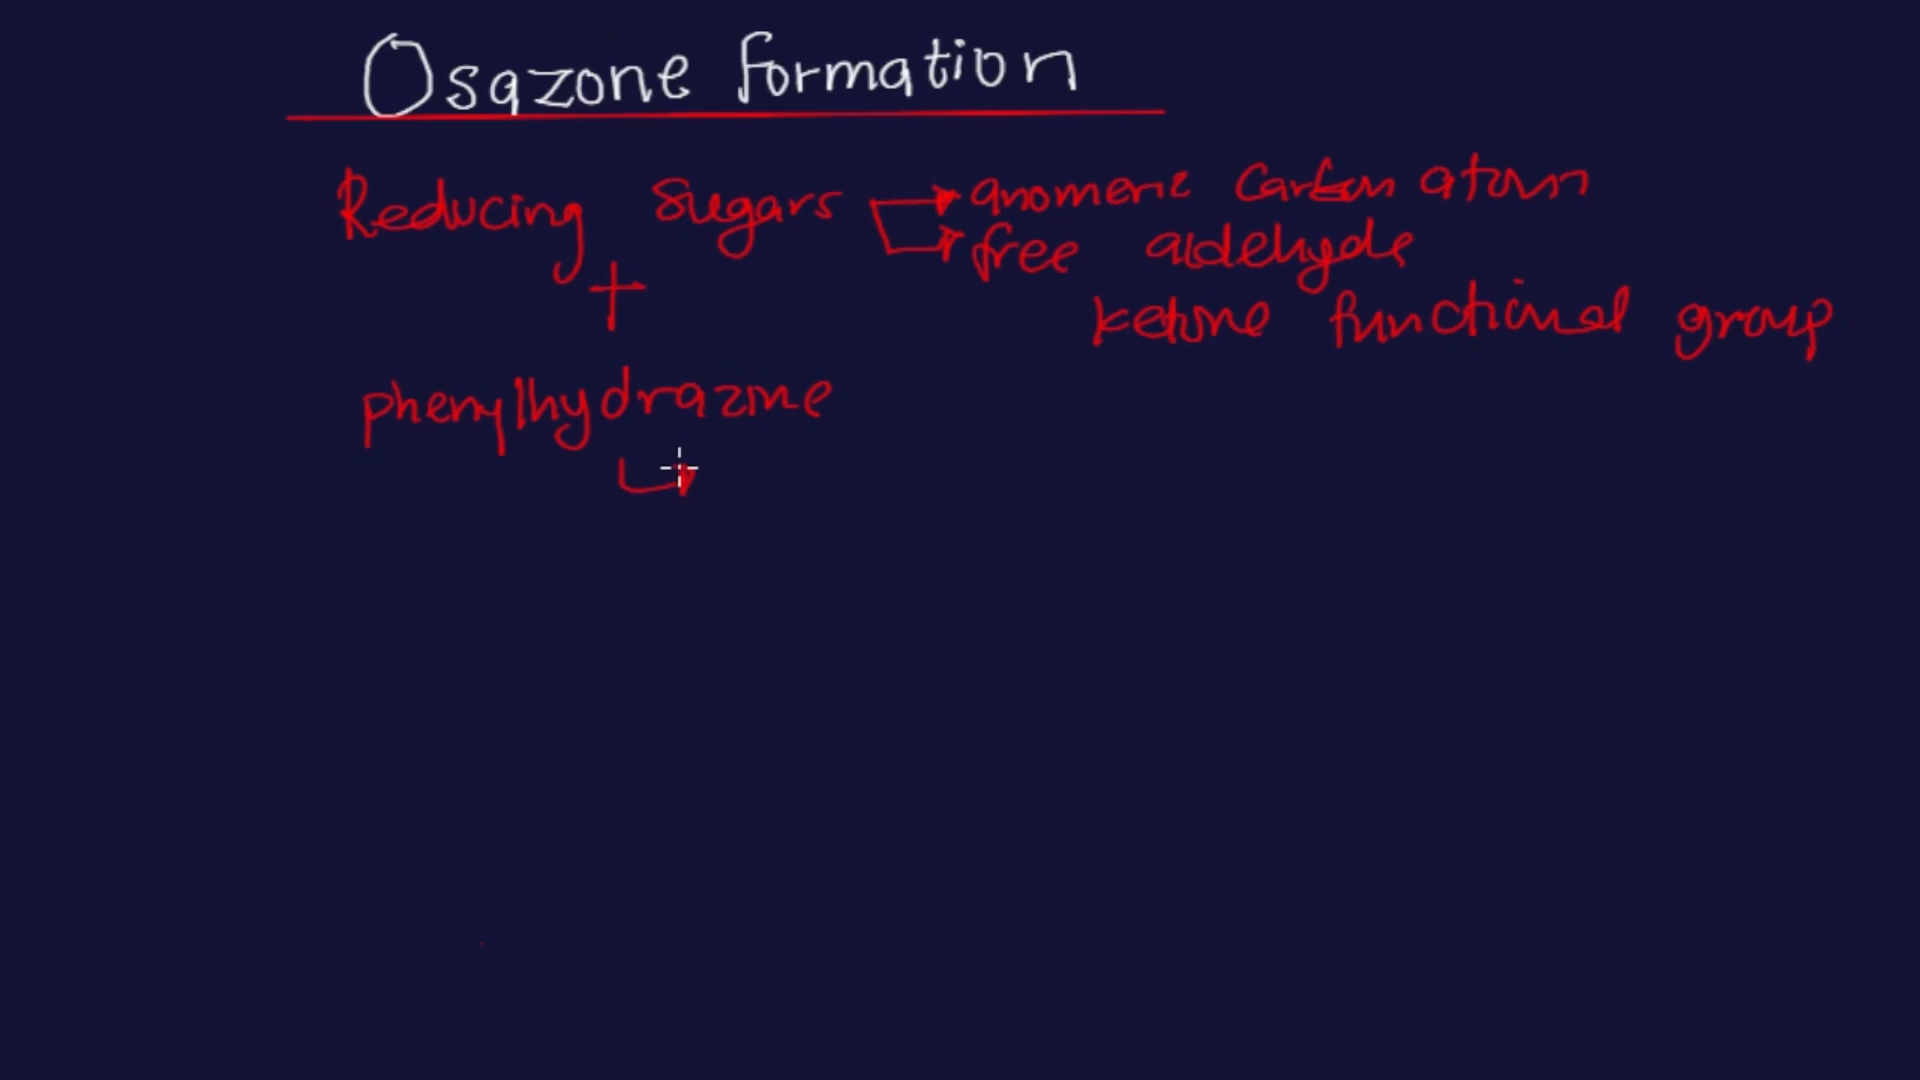 Osazone formation
Reducing sugars → anomeric carbon atom
→ free aldehyde
ketone functional group
+
phenylhydrazine